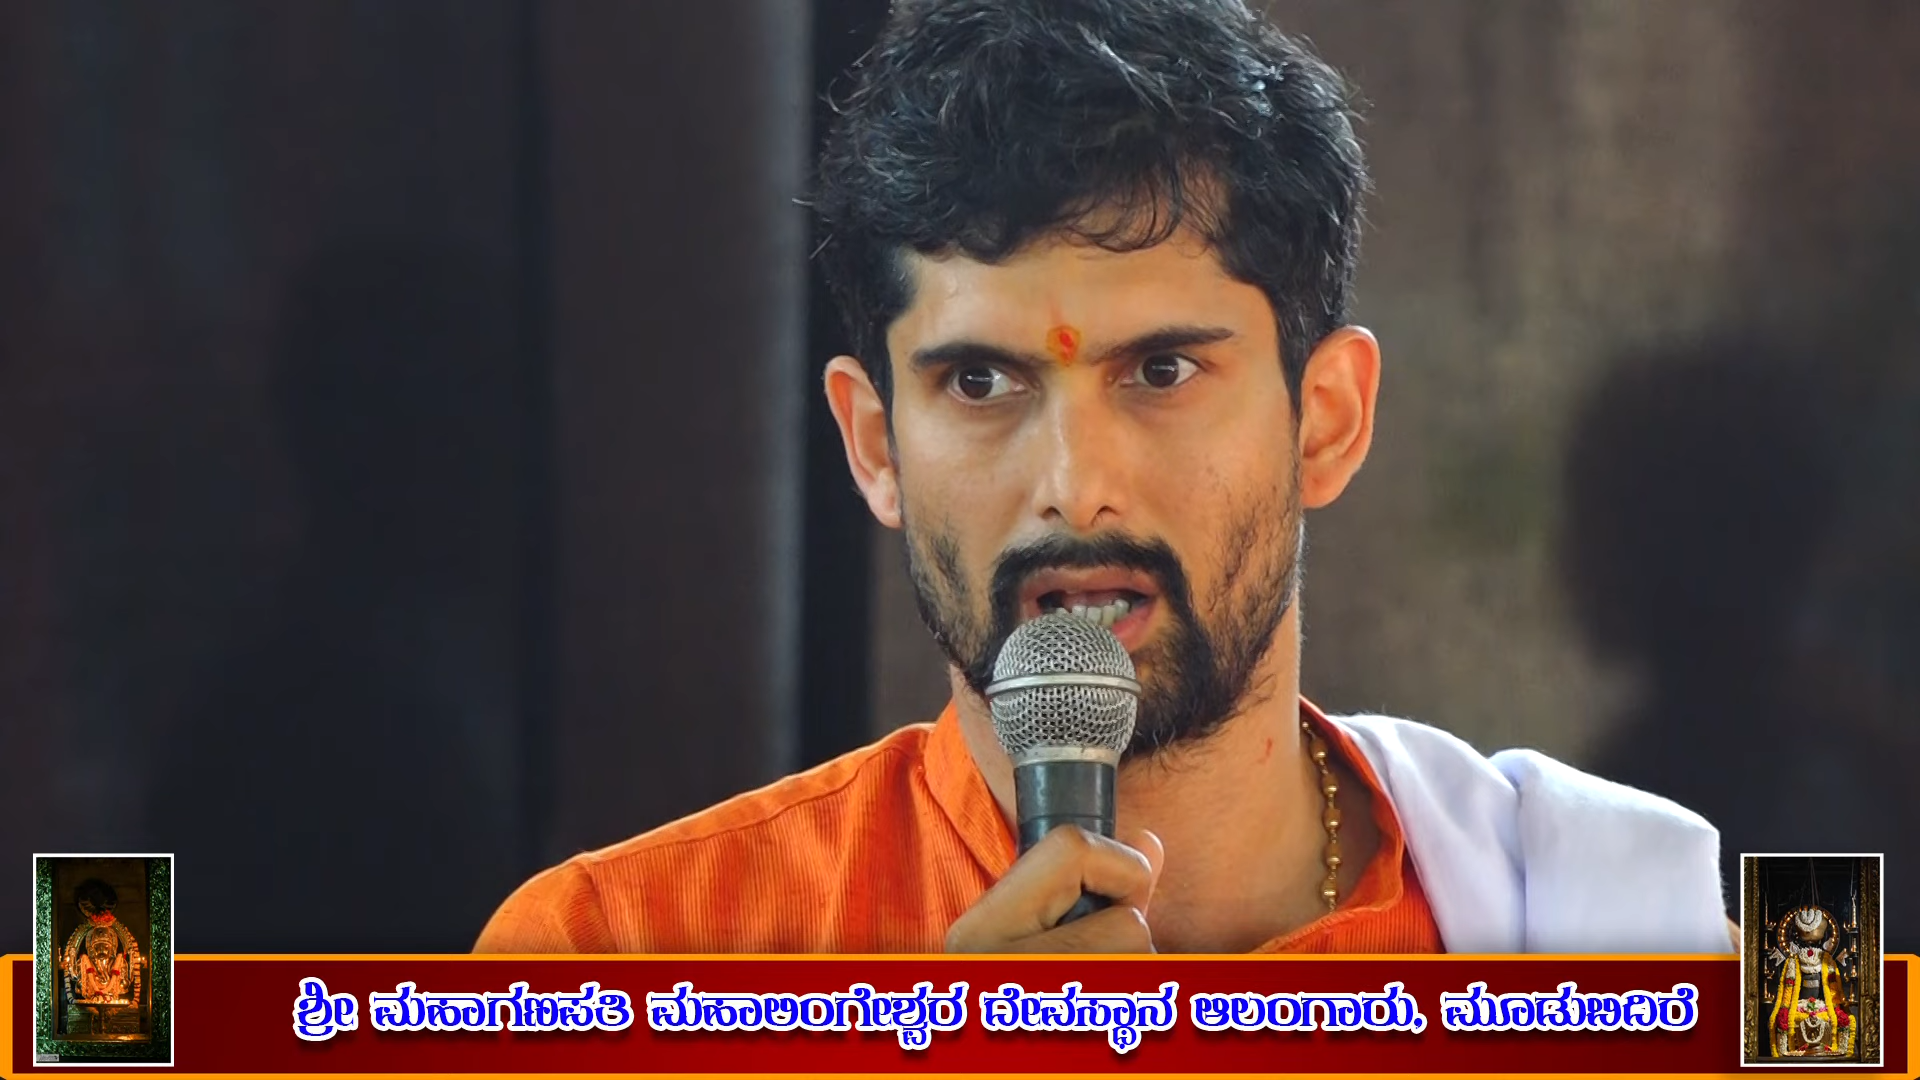 ಶ್ರೀ ಮಹಾಗಣಪತಿ ಮಹಾಲಿಂಗೇಶ್ವರ ದೇವಸ್ಥಾನ ಆಲಂಗಾರು, ಮೂಡುಬಿದಿರೆ